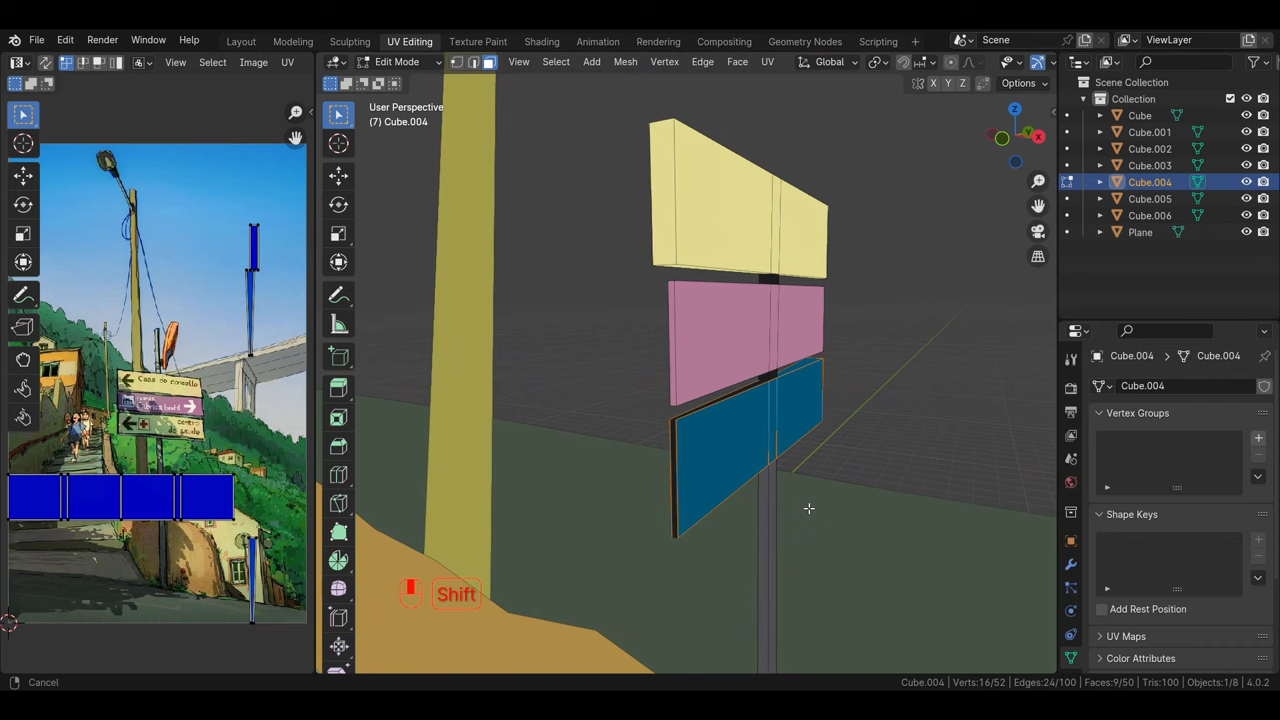 File Edit Render Window Help
Layout Modeling Sculpting UV Editing Texture Paint Shading Animation Rendering Compositing Geometry Nodes Scripting +
Scene
ViewLayer
View Select Image UV
Edit Mode View Select Add Mesh Vertex Edge Face UV
Global
X Y Z Options
User Perspective
(7) Cube.004
Z
Y
X
Casa do concello
centro
de saúde
Shift
Scene Collection
Collection
Cube
Cube.001
Cube.002
Cube.003
Cube.004
Cube.005
Cube.006
Plane
Cube.004 Cube.004
Cube.004
Vertex Groups
Shape Keys
Add Rest Position
UV Maps
Color Attributes
Cancel
Cube.004 | Verts:16/52 | Edges:24/100 | Faces:9/50 | Tris:100 | Objects:1/8 | 4.0.2